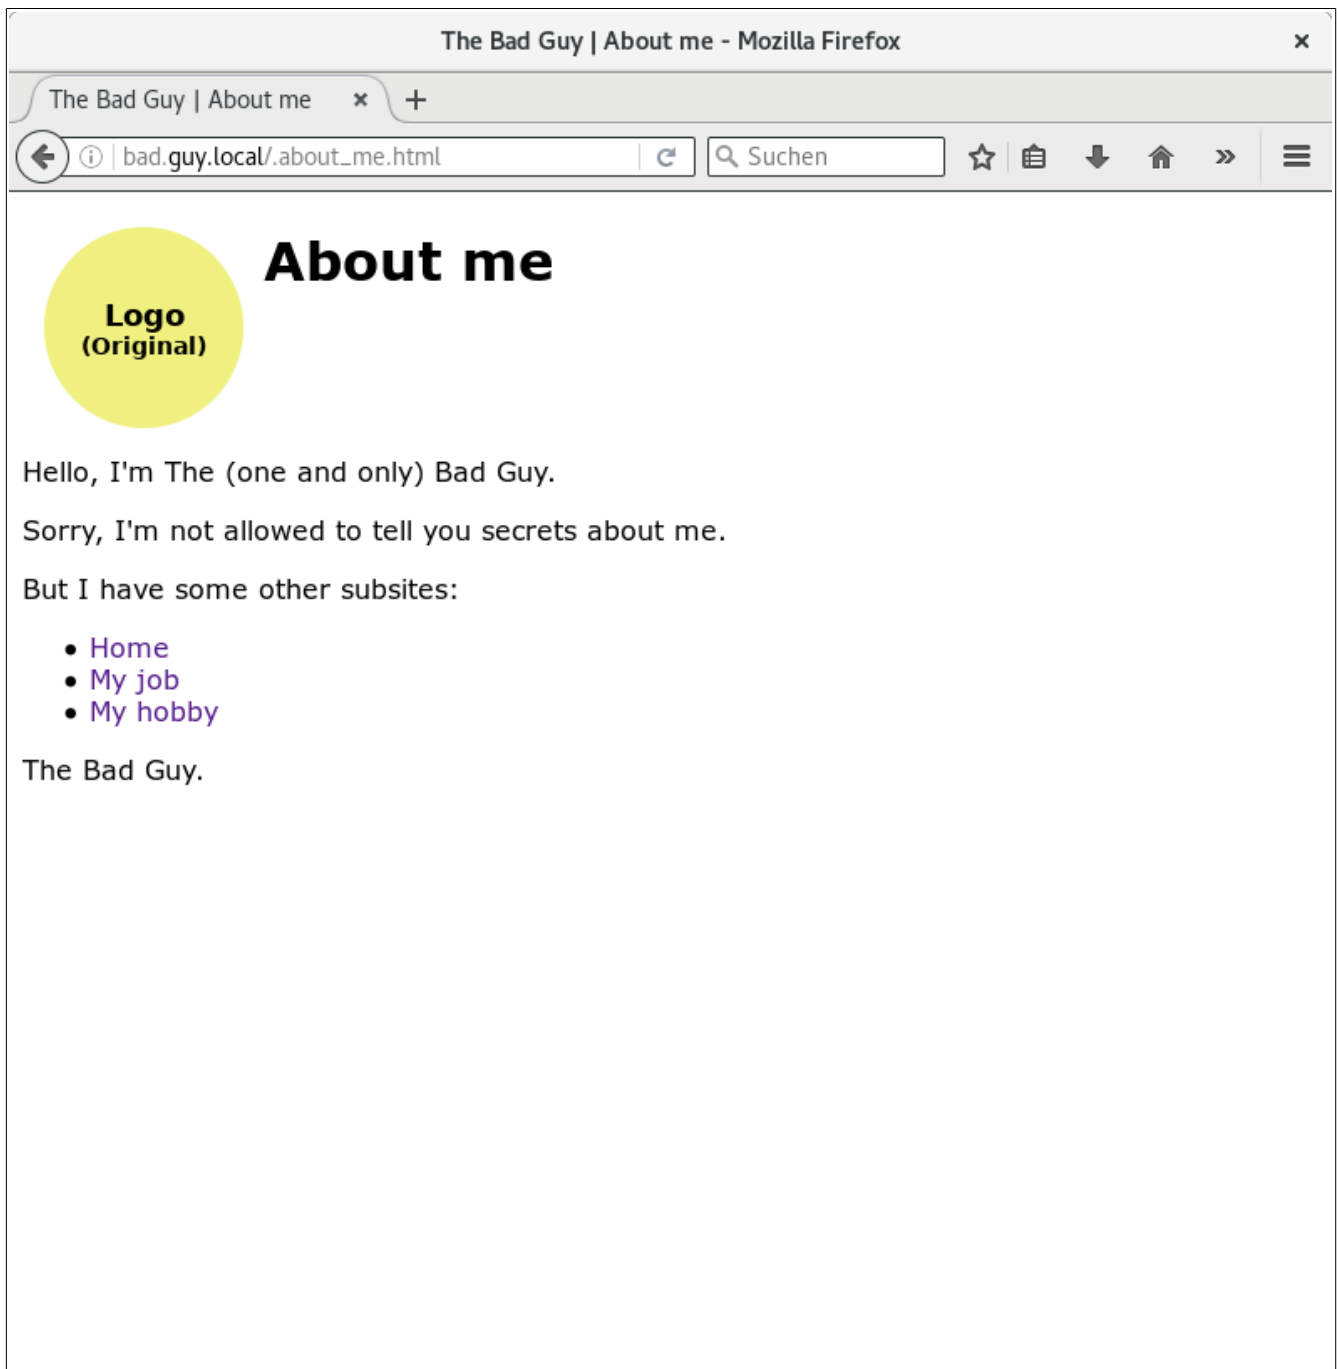 The Bad Guy | About me - Mozilla Firefox
The Bad Guy | About me
bad.guy.local/.about_me.html
Suchen
Logo
(Original)
About me
Hello, I'm The (one and only) Bad Guy.
Sorry, I'm not allowed to tell you secrets about me.
But I have some other subsites:
• Home
• My job
• My hobby
The Bad Guy.